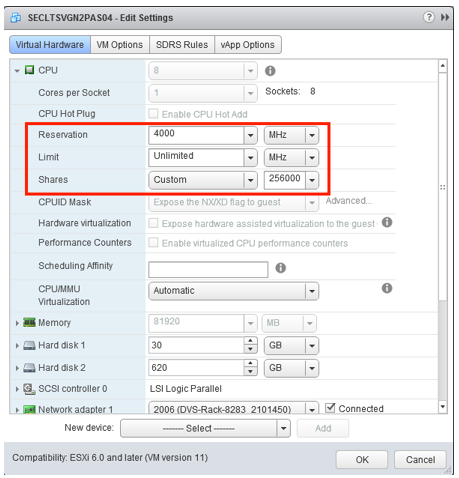 SECLTSVGN2PAS04 - Edit Settings
Virtual Hardware VM Options SDRS Rules vApp Options
CPU 8
Cores per Socket 1 Sockets: 8
CPU Hot Plug Enable CPU Hot Add
Reservation 4000 MHz
Limit Unlimited MHz
Shares Custom 256000
CPUID Mask Expose the NX/XD flag to guest Advanced...
Hardware virtualization Expose hardware assisted virtualization to the guest
Performance Counters Enable virtualized CPU performance counters
Scheduling Affinity
CPU/MMU
Virtualization Automatic
Memory 81920 MB
Hard disk 1 30 GB
Hard disk 2 620 GB
SCSI controller 0 LSI Logic Parallel
Network adapter 1 2006 (DVS-Rack-8283_2101450) Connected
New device: ------- Select ------- Add
Compatibility: ESXi 6.0 and later (VM version 11) OK Cancel